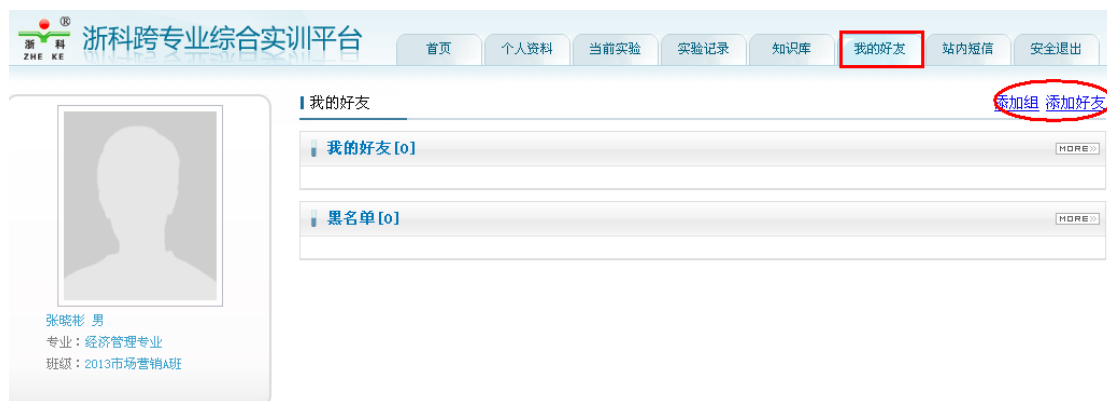 ®
浙 科
ZHE KE
浙科跨专业综合实训平台
首页 个人资料 当前实验 实验记录 知识库 我的好友 站内短信 安全退出
我的好友 添加组 添加好友
我的好友[0] MORE»
黑名单[0] MORE»
张晓彬 男
专业：经济管理专业
班级：2013市场营销A班